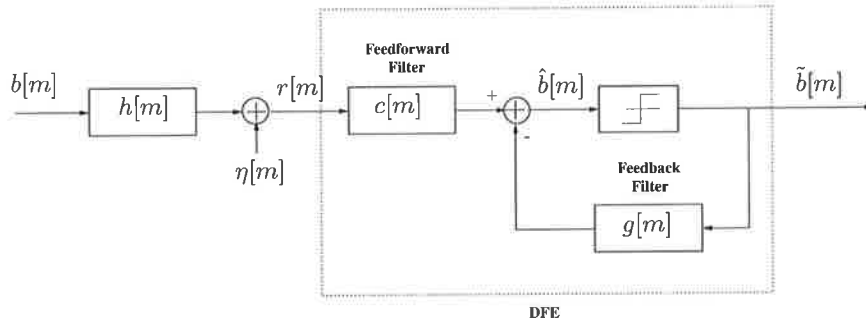 Feedforward
Filter
b[m]
h[m]
r[m]
c[m]
+
b̂[m]
b̃[m]
η[m]
-
Feedback
Filter
g[m]
DFE